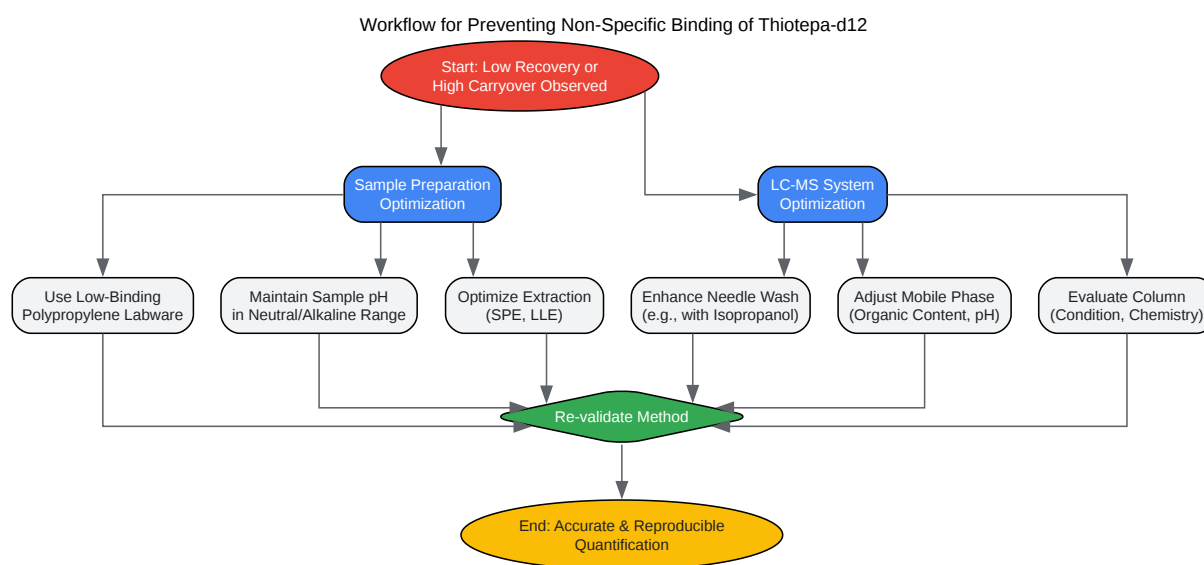 Workflow for Preventing Non-Specific Binding of Thiotepa-d12
Start: Low Recovery or
High Carryover Observed
Sample Preparation
Optimization
LC-MS System
Optimization
Use Low-Binding
Polypropylene Labware
Maintain Sample pH
in Neutral/Alkaline Range
Optimize Extraction
(SPE, LLE)
Enhance Needle Wash
(e.g., with Isopropanol)
Adjust Mobile Phase
(Organic Content, pH)
Evaluate Column
(Condition, Chemistry)
Re-validate Method
End: Accurate & Reproducible
Quantification